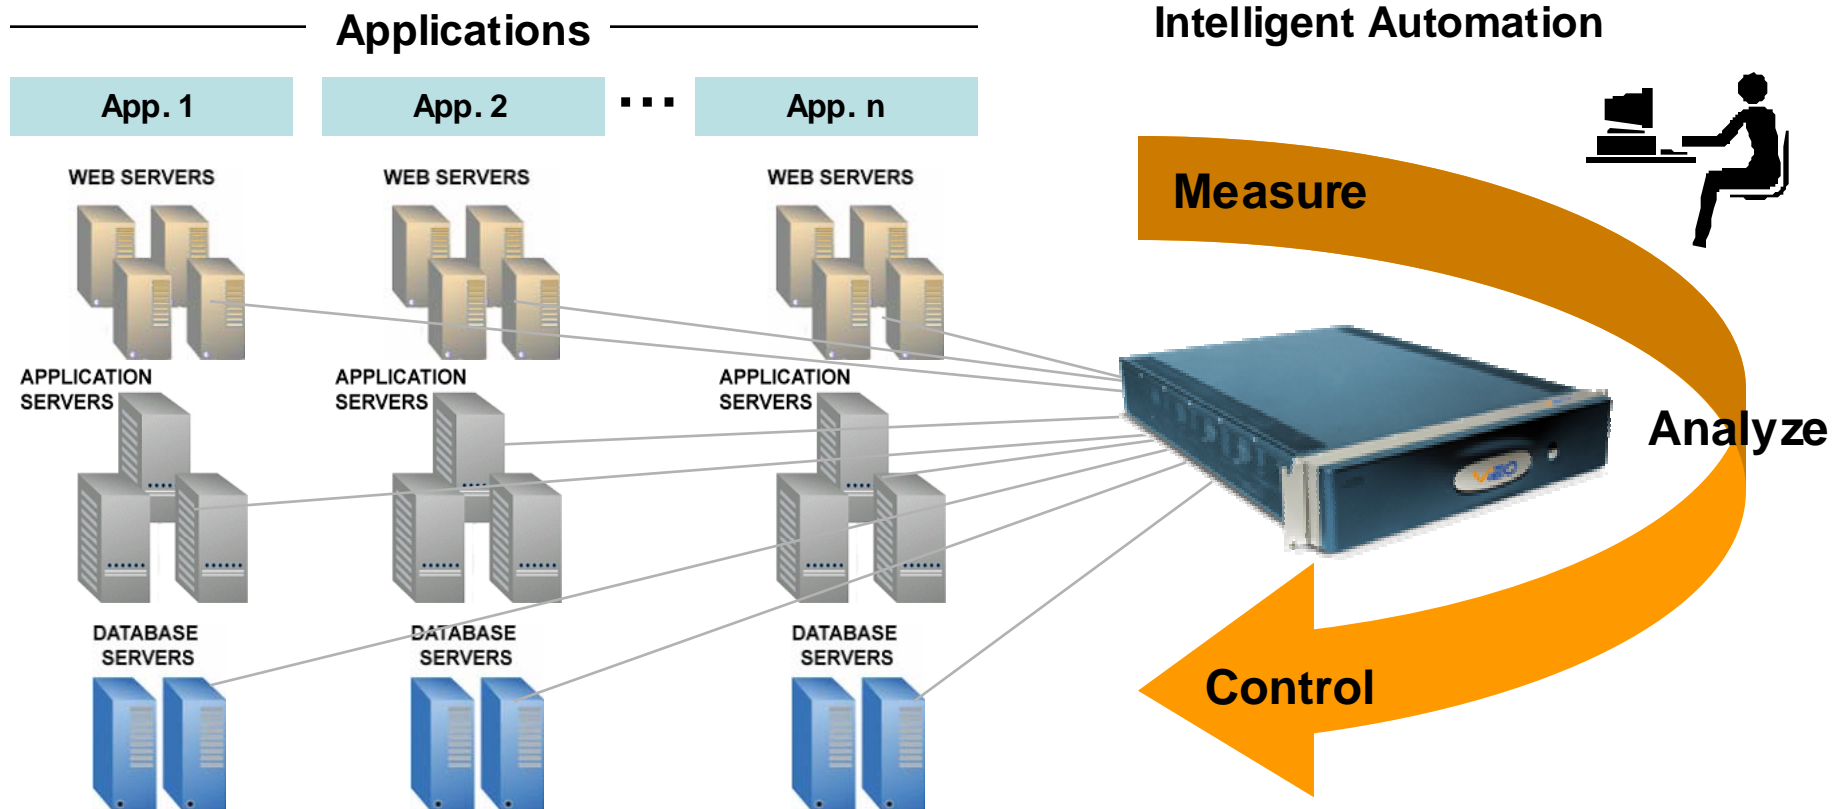 Applications
Intelligent Automation
App. 1
App. 2
...
App. n
WEB SERVERS
WEB SERVERS
WEB SERVERS
Measure
APPLICATION
SERVERS
APPLICATION
SERVERS
APPLICATION
SERVERS
Analyze
DATABASE
SERVERS
DATABASE
SERVERS
DATABASE
SERVERS
Control